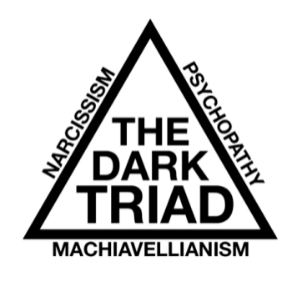 NARCISSISM
PSYCHOPATHY
THE
DARK
TRIAD
MACHIAVELLIANISM